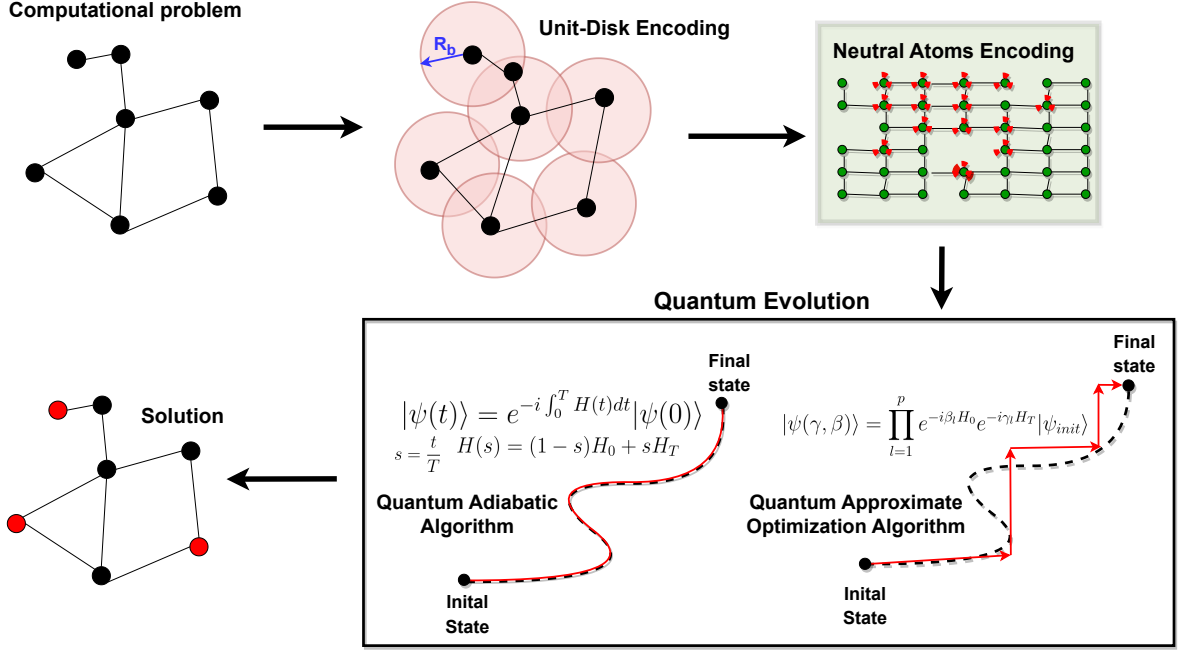 Computational problem
Unit-Disk Encoding
R_b
Neutral Atoms Encoding
Quantum Evolution
Final
state
|ψ(t)⟩ = e^{-i ∫_0^T H(t)dt}|ψ(0)⟩
s = t/T H(s) = (1 − s)H_0 + sH_T
Quantum Adiabatic
Algorithm
Inital
State
Final
state
|ψ(γ, β)⟩ = ∏_{l=1}^{p} e^{-iβ_l H_0} e^{-iγ_l H_T}|ψ_{init}⟩
Quantum Approximate
Optimization Algorithm
Inital
State
Solution